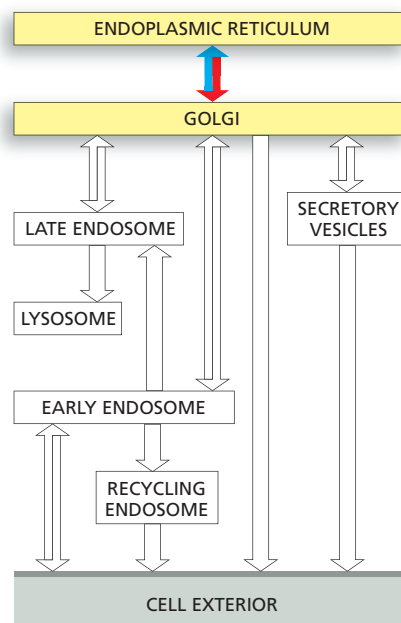 ENDOPLASMIC RETICULUM
GOLGI
LATE ENDOSOME
SECRETORY
VESICLES
LYSOSOME
EARLY ENDOSOME
RECYCLING
ENDOSOME
CELL EXTERIOR